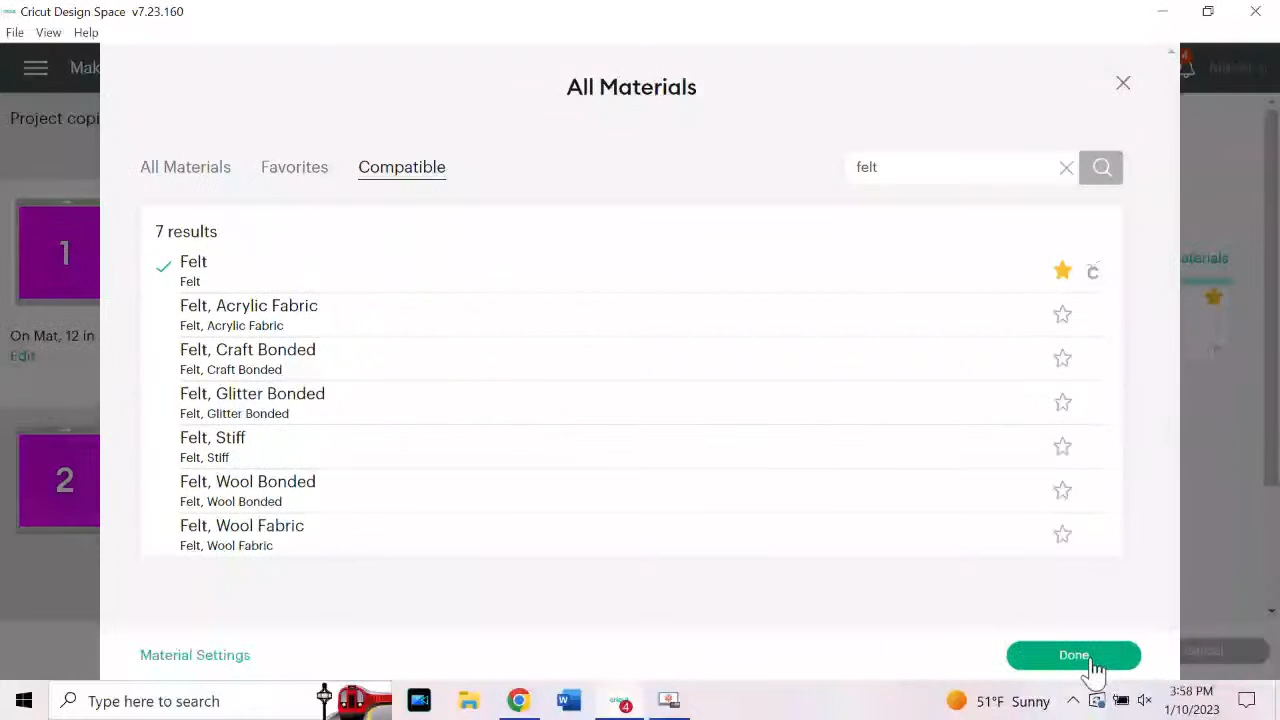 Cricut Design Space v7.23.160
File View Help
Mak
All Materials
Project copi
All Materials Favorites Compatible
felt
7 results
1
Felt
Felt
aterials
Felt, Acrylic Fabric
Felt, Acrylic Fabric
On Mat, 12 in
Edit
Felt, Craft Bonded
Felt, Craft Bonded
Felt, Glitter Bonded
Felt, Glitter Bonded
Felt, Stiff
Felt, Stiff
2
Felt, Wool Bonded
Felt, Wool Bonded
Felt, Wool Fabric
Felt, Wool Fabric
Material Settings
Done
Type here to search
cricut
4
51°F Sunny
3:58 PM
1/10/2023